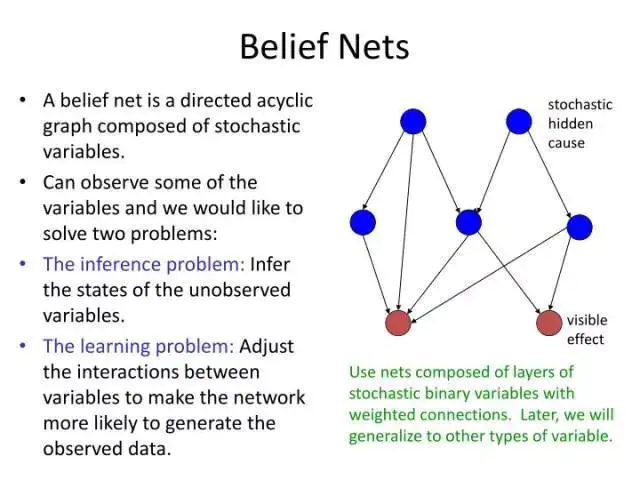 Belief Nets
• A belief net is a directed acyclic
graph composed of stochastic
variables.
• Can observe some of the
variables and we would like to
solve two problems:
• The inference problem: Infer
the states of the unobserved
variables.
• The learning problem: Adjust
the interactions between
variables to make the network
more likely to generate the
observed data.
stochastic
hidden
cause
visible
effect
Use nets composed of layers of
stochastic binary variables with
weighted connections.  Later, we will
generalize to other types of variable.